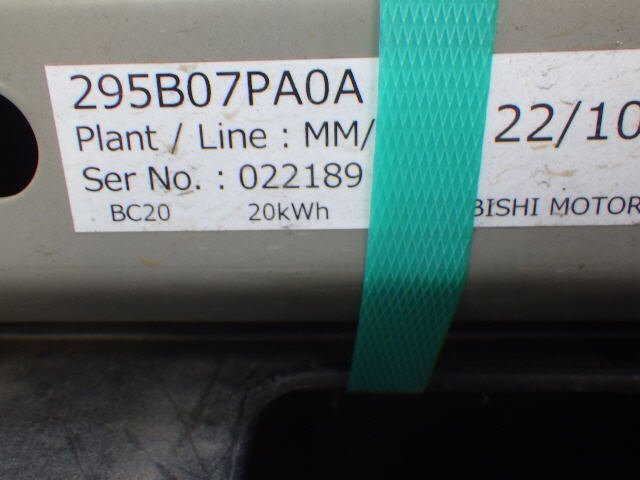 295B07PA0A
Plant / Line : MM/ 22/10
Ser No. : 022189
BC20 20kWh BISHI MOTOR